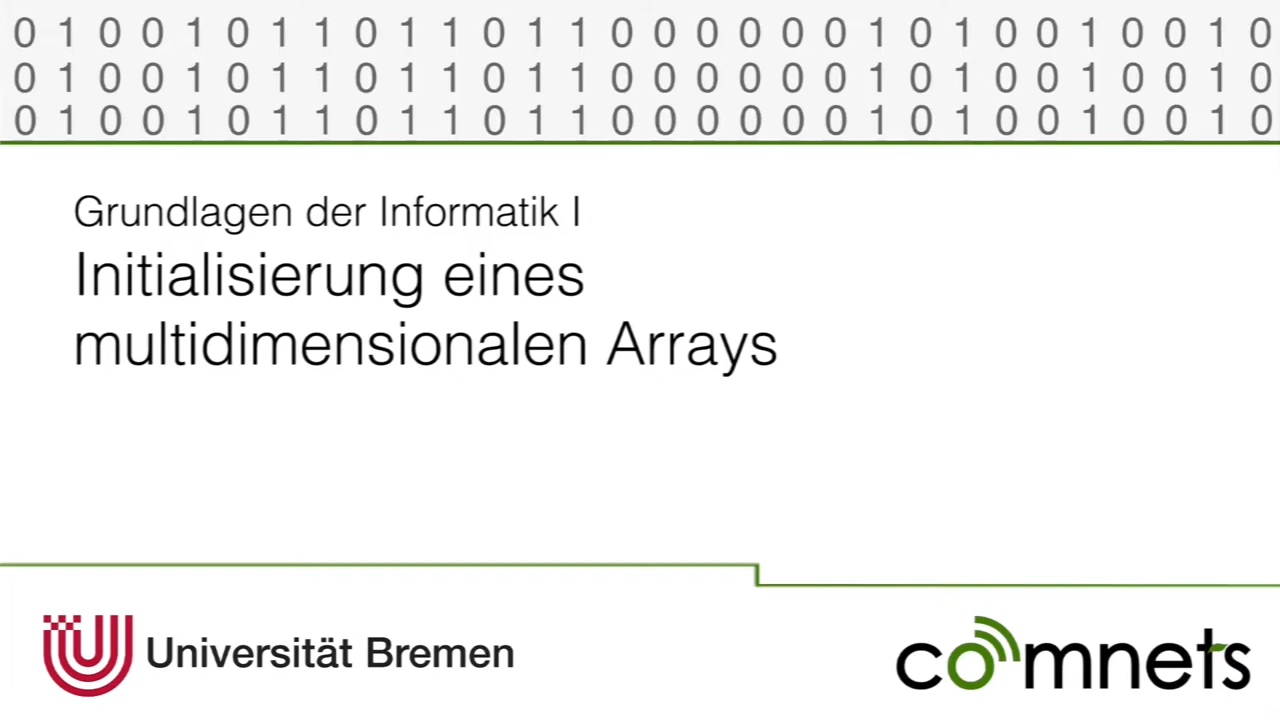 0 1 0 0 1 0 1 1 0 1 1 0 1 1 0 0 0 0 0 0 1 0 1 0 0 1 0 0 1 0
0 1 0 0 1 0 1 1 0 1 1 0 1 1 0 0 0 0 0 0 1 0 1 0 0 1 0 0 1 0
0 1 0 0 1 0 1 1 0 1 1 0 1 1 0 0 0 0 0 0 1 0 1 0 0 1 0 0 1 0
Grundlagen der Informatik I
Initialisierung eines
multidimensionalen Arrays
Universität Bremen
comnets